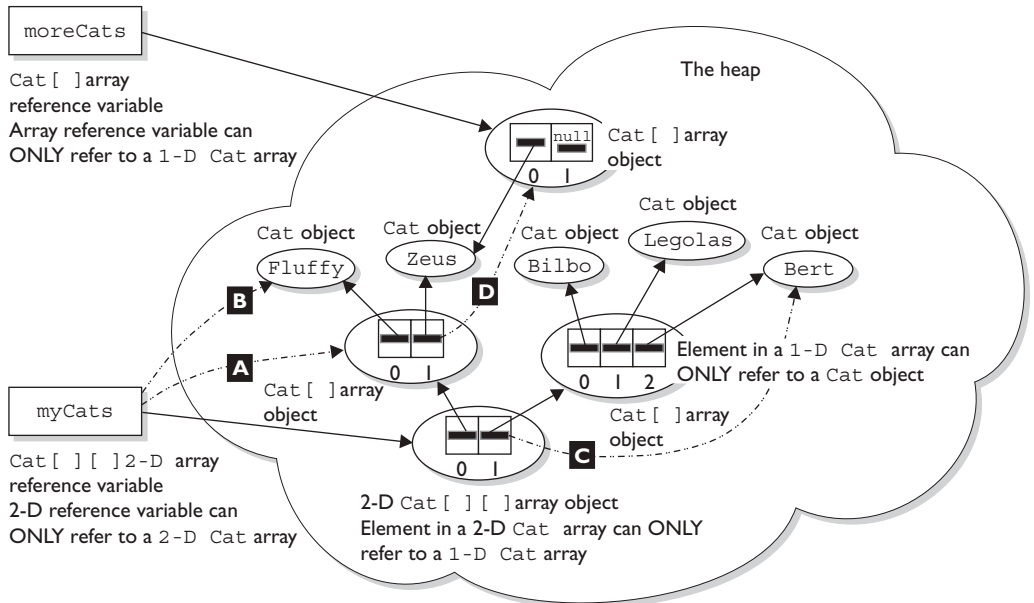 moreCats
Cat[ ]array
reference variable
Array reference variable can
ONLY refer to a 1-D Cat array
The heap
null
0 1
Cat[ ]array
object
Cat object
Fluffy
Cat object
Zeus
Cat object
Bilbo
Cat object
Legolas
Cat object
Bert
B
D
A
0 1
Cat[ ]array
object
0 1 2
Element in a 1-D Cat array can
ONLY refer to a Cat object
Cat[ ]array
object
C
0 1
myCats
Cat[ ][ ]2-D array
reference variable
2-D reference variable can
ONLY refer to a 2-D Cat array
2-D Cat[ ][ ]array object
Element in a 2-D Cat array can ONLY
refer to a 1-D Cat array